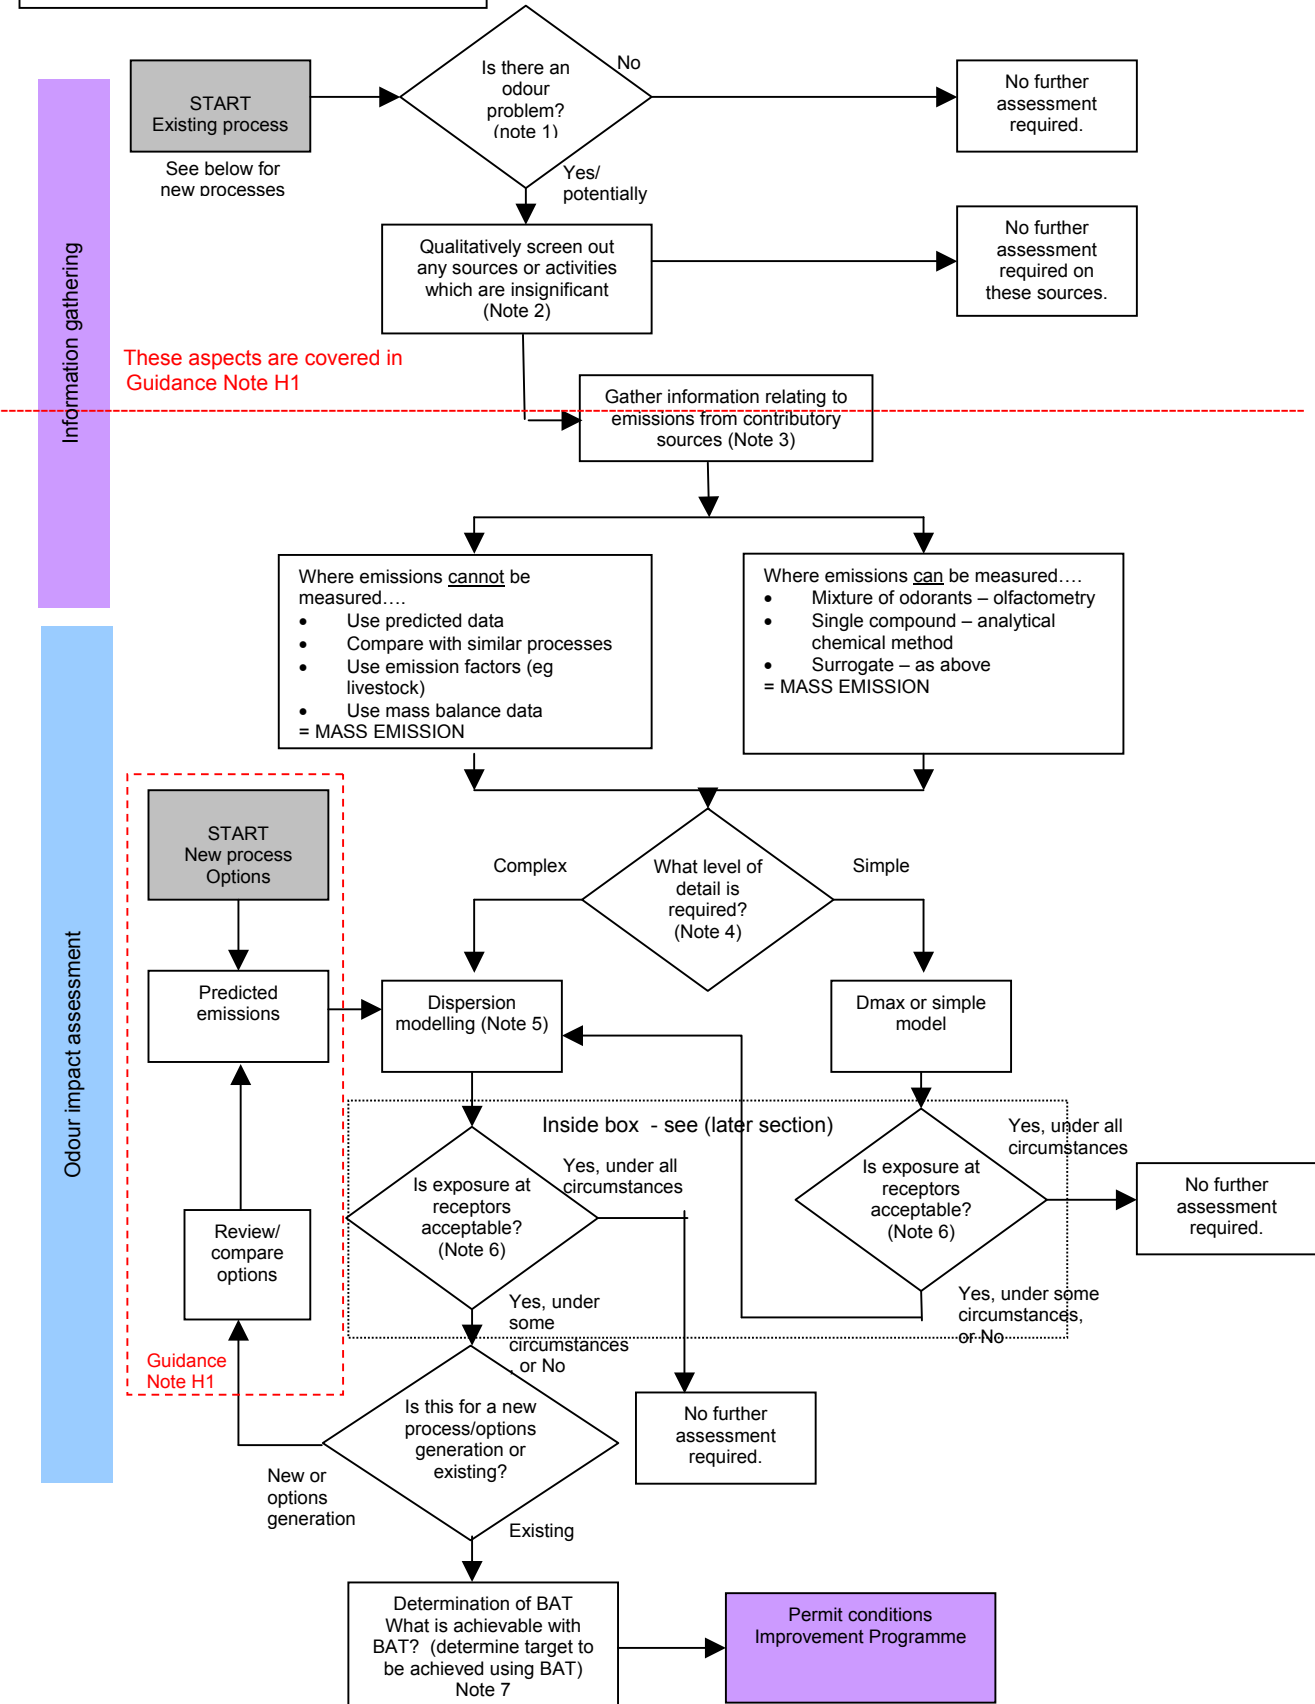 Is there an
odour
problem?
(note 1)
No
START
Existing process
See below for
new processes
No further
assessment
required.
Yes/
potentially
Qualitatively screen out
any sources or activities
which are insignificant
(Note 2)
No further
assessment
required on
these sources.
Information gathering
These aspects are covered in
Guidance Note H1
Gather information relating to
emissions from contributory
sources (Note 3)
Where emissions cannot be
measured….
• Use predicted data
• Compare with similar processes
• Use emission factors (eg
livestock)
• Use mass balance data
= MASS EMISSION
Where emissions can be measured….
• Mixture of odorants – olfactometry
• Single compound – analytical
chemical method
• Surrogate – as above
= MASS EMISSION
Odour impact assessment
START
New process
Options
Complex
What level of
detail is
required?
(Note 4)
Simple
Predicted
emissions
Dispersion
modelling (Note 5)
Dmax or simple
model
Inside box - see (later section)
Is exposure at
receptors
acceptable?
(Note 6)
Yes, under all
circumstances
Is exposure at
receptors
acceptable?
(Note 6)
Yes, under all
circumstances
No further
assessment
required.
Review/
compare
options
Yes, under
some
circumstances
, or No
Yes, under some
circumstances,
or No
Guidance
Note H1
Is this for a new
process/options
generation or
existing?
No further
assessment
required.
New or
options
generation
Existing
Determination of BAT
What is achievable with
BAT? (determine target to
be achieved using BAT)
Note 7
Permit conditions
Improvement Programme